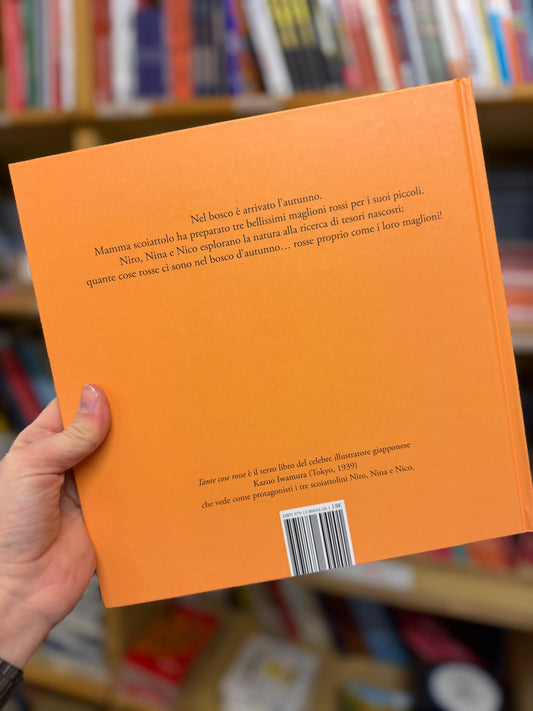 Nel bosco è arrivato l'autunno.
Mamma scoiattolo ha preparato tre bellissimi maglioni rossi per i suoi piccoli.
Niro, Nina e Nico esplorano la natura alla ricerca di tesori nascosti:
quante cose rosse ci sono nel bosco d'autunno… rosse proprio come i loro maglioni!
Tante cose rosse è il terzo libro del celebre illustratore giapponese
Kazuo Iwamura (Tokyo, 1939)
che vede come protagonisti i tre scoiattolini Niro, Nina e Nico.
ISBN 18€